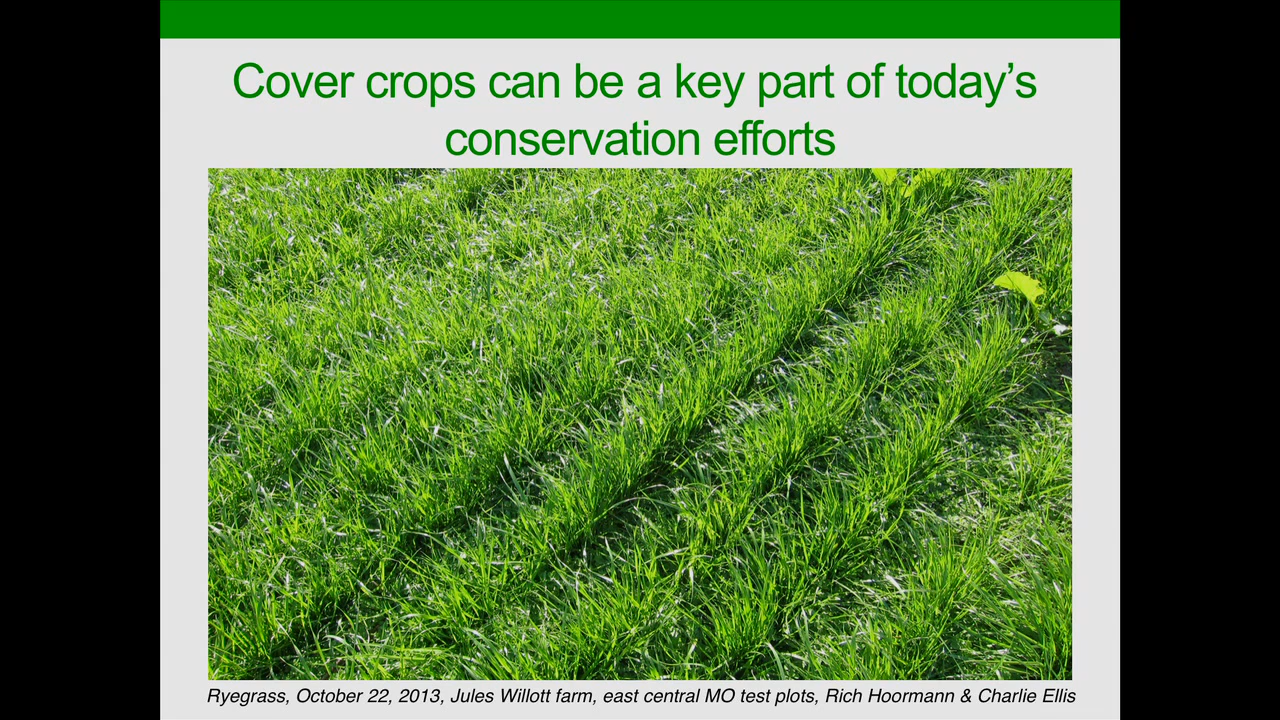 Cover crops can be a key part of today’s
conservation efforts
Ryegrass, October 22, 2013, Jules Willott farm, east central MO test plots, Rich Hoormann & Charlie Ellis